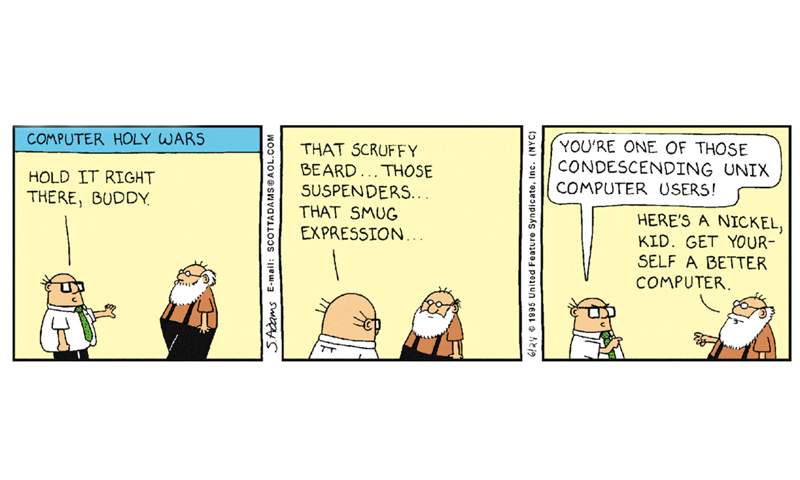 COMPUTER HOLY WARS
HOLD IT RIGHT
THERE, BUDDY.
S. Adams E-mail: SCOTTADAMS@AOL.COM
THAT SCRUFFY
BEARD... THOSE
SUSPENDERS...
THAT SMUG
EXPRESSION...
6/24 © 1995 United Feature Syndicate, Inc. (NYC)
YOU'RE ONE OF THOSE
CONDESCENDING UNIX
COMPUTER USERS!
HERE'S A NICKEL,
KID. GET YOUR-
SELF A BETTER
COMPUTER.